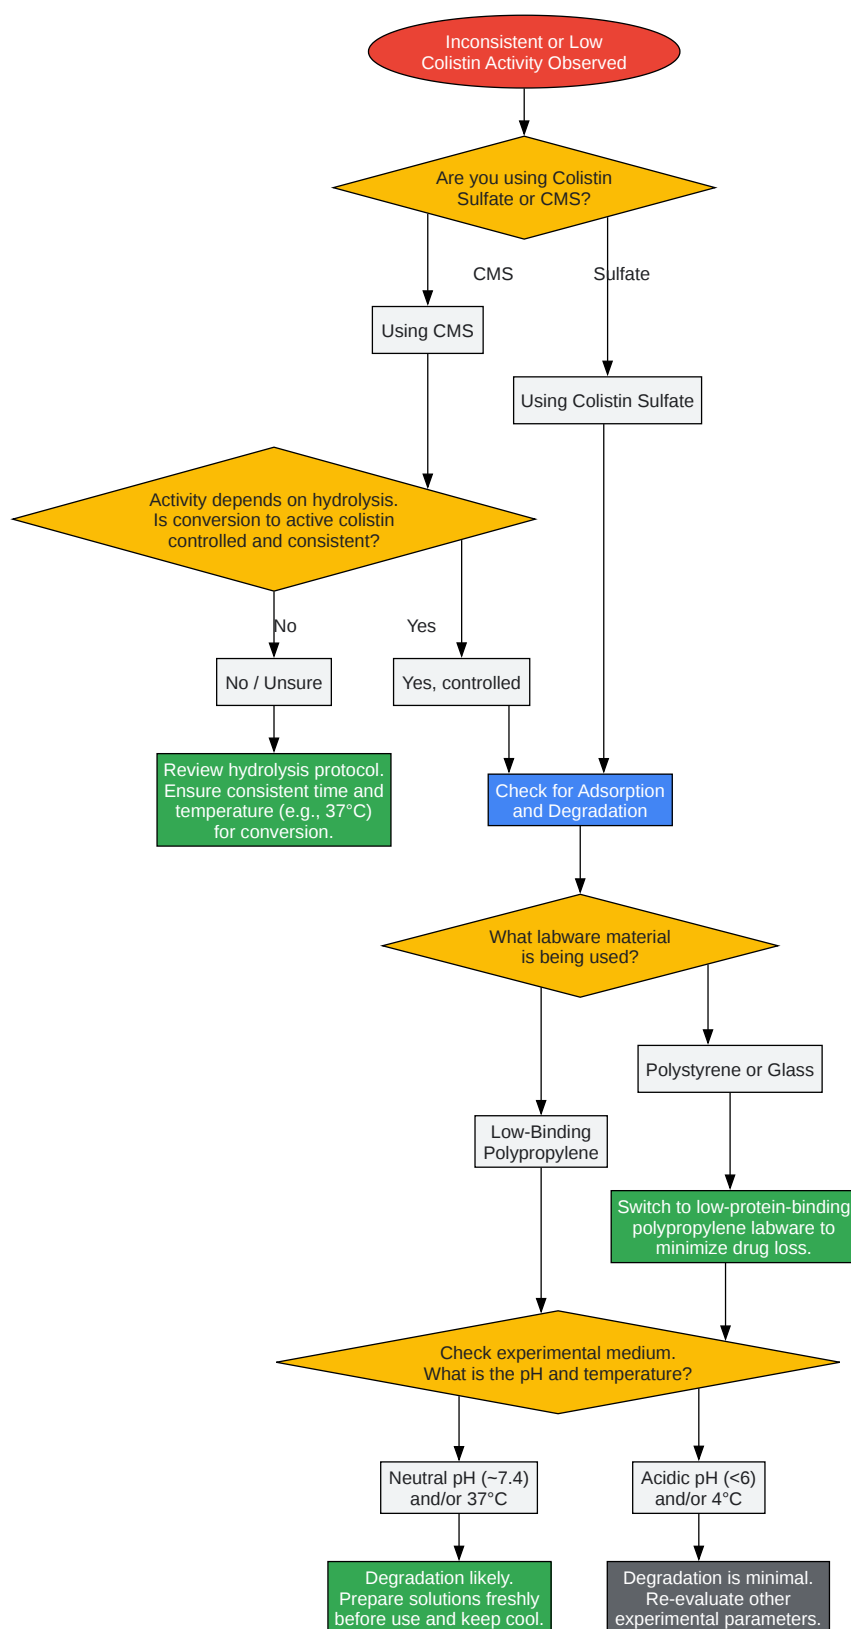 Inconsistent or Low
Colistin Activity Observed
Are you using Colistin
Sulfate or CMS?
CMS
Sulfate
Using CMS
Using Colistin Sulfate
Activity depends on hydrolysis.
Is conversion to active colistin
controlled and consistent?
No
Yes
No / Unsure
Yes, controlled
Review hydrolysis protocol.
Ensure consistent time and
temperature (e.g., 37°C)
for conversion.
Check for Adsorption
and Degradation
What labware material
is being used?
Polystyrene or Glass
Low-Binding
Polypropylene
Switch to low-protein-binding
polypropylene labware to
minimize drug loss.
Check experimental medium.
What is the pH and temperature?
Neutral pH (~7.4)
and/or 37°C
Acidic pH (<6)
and/or 4°C
Degradation likely.
Prepare solutions freshly
before use and keep cool.
Degradation is minimal.
Re-evaluate other
experimental parameters.